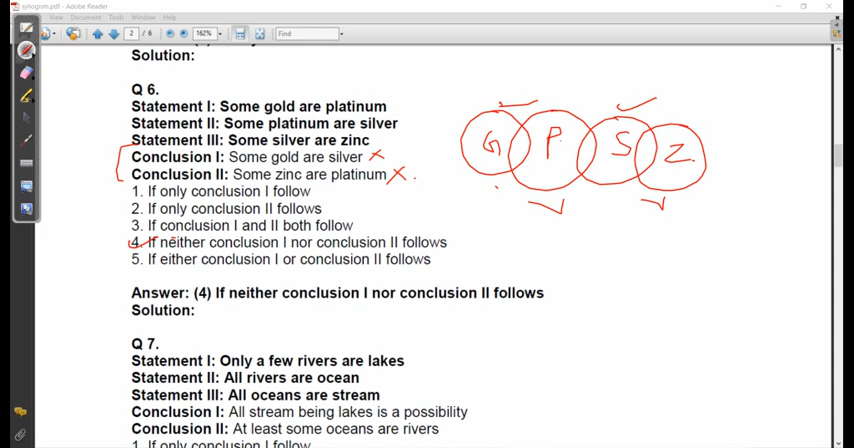 syllogism.pdf - Adobe Reader
View Document Tools Window Help
2 / 6 162% Find
Solution:
Q 6.
Statement I: Some gold are platinum
Statement II: Some platinum are silver
Statement III: Some silver are zinc
Conclusion I: Some gold are silver
Conclusion II: Some zinc are platinum
1. If only conclusion I follow
2. If only conclusion II follows
3. If conclusion I and II both follow
4. If neither conclusion I nor conclusion II follows
5. If either conclusion I or conclusion II follows
G P S Z
Answer: (4) If neither conclusion I nor conclusion II follows
Solution:
Q 7.
Statement I: Only a few rivers are lakes
Statement II: All rivers are ocean
Statement III: All oceans are stream
Conclusion I: All stream being lakes is a possibility
Conclusion II: At least some oceans are rivers
1. If only conclusion I follow